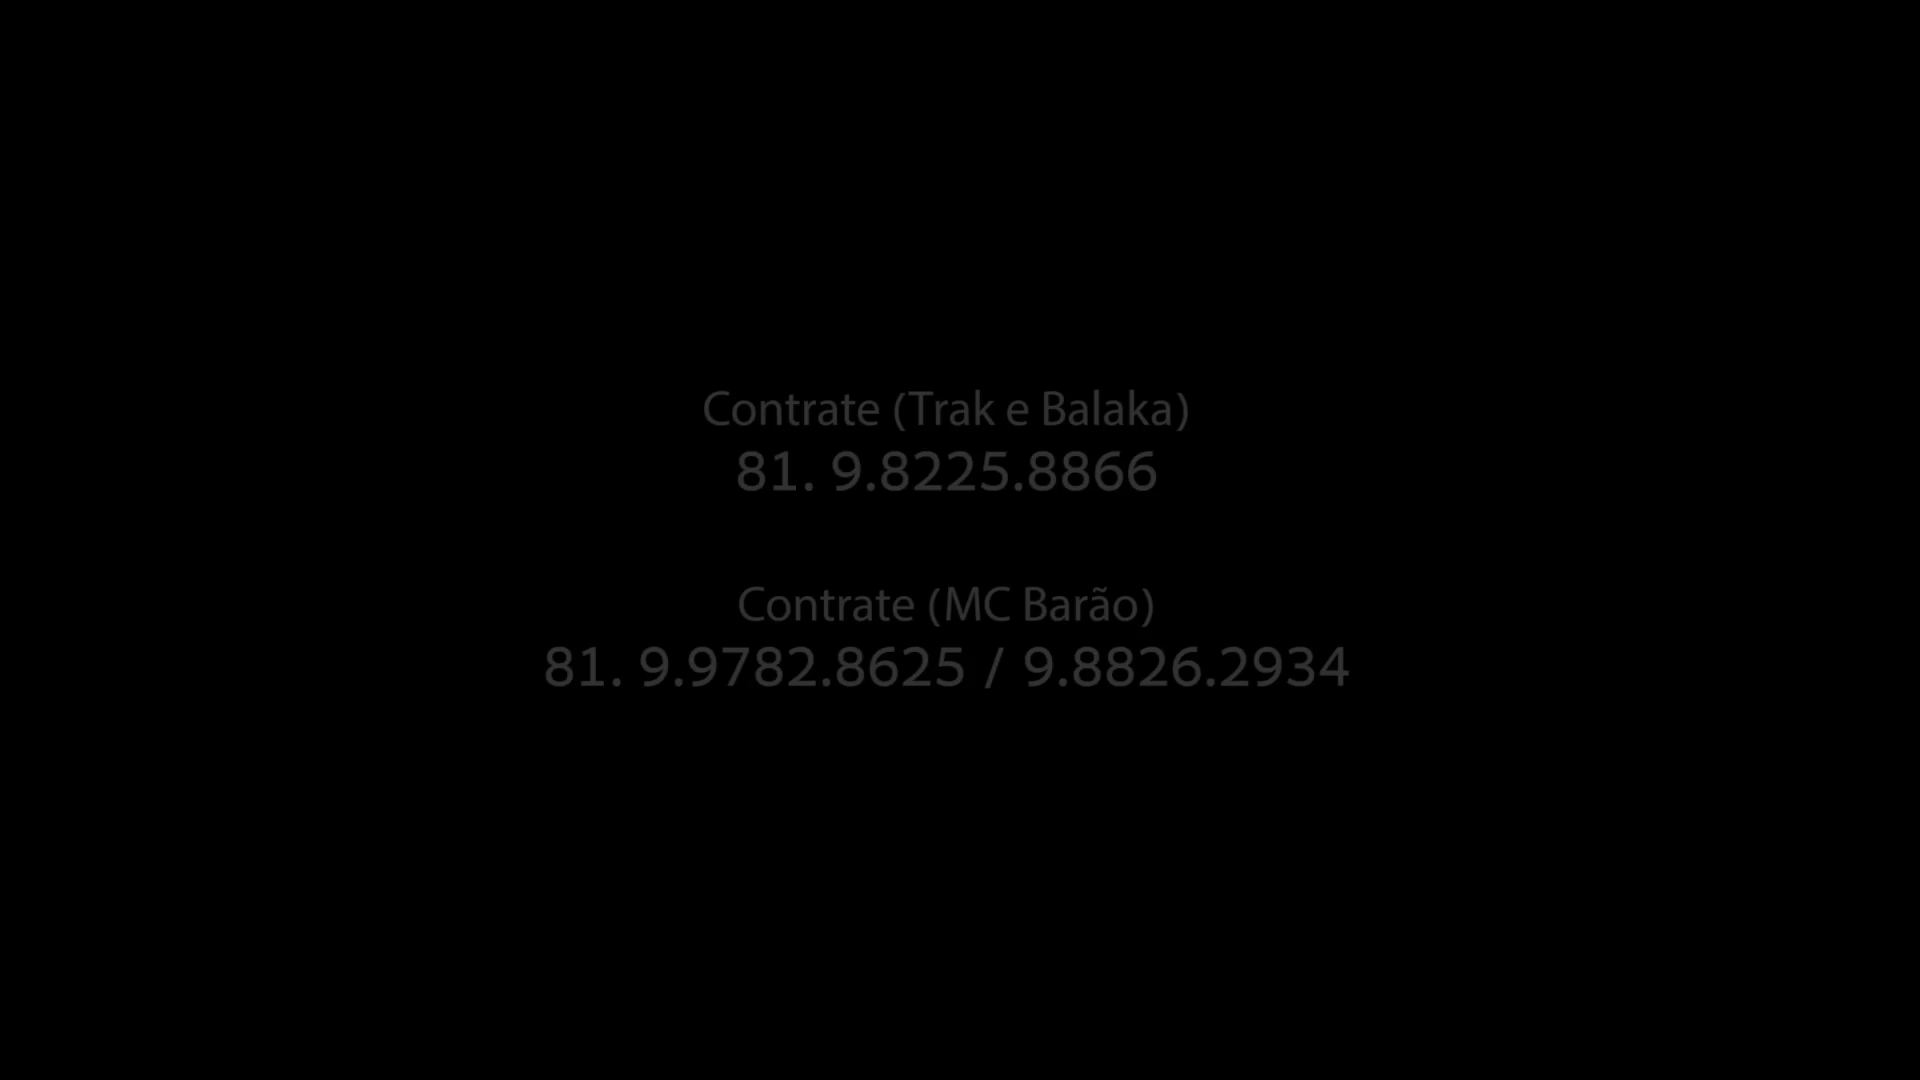 Contrate (Trak e Balaka)
81. 9.8225.8866
Contrate (MC Barão)
81. 9.9782.8625 / 9.8826.2934